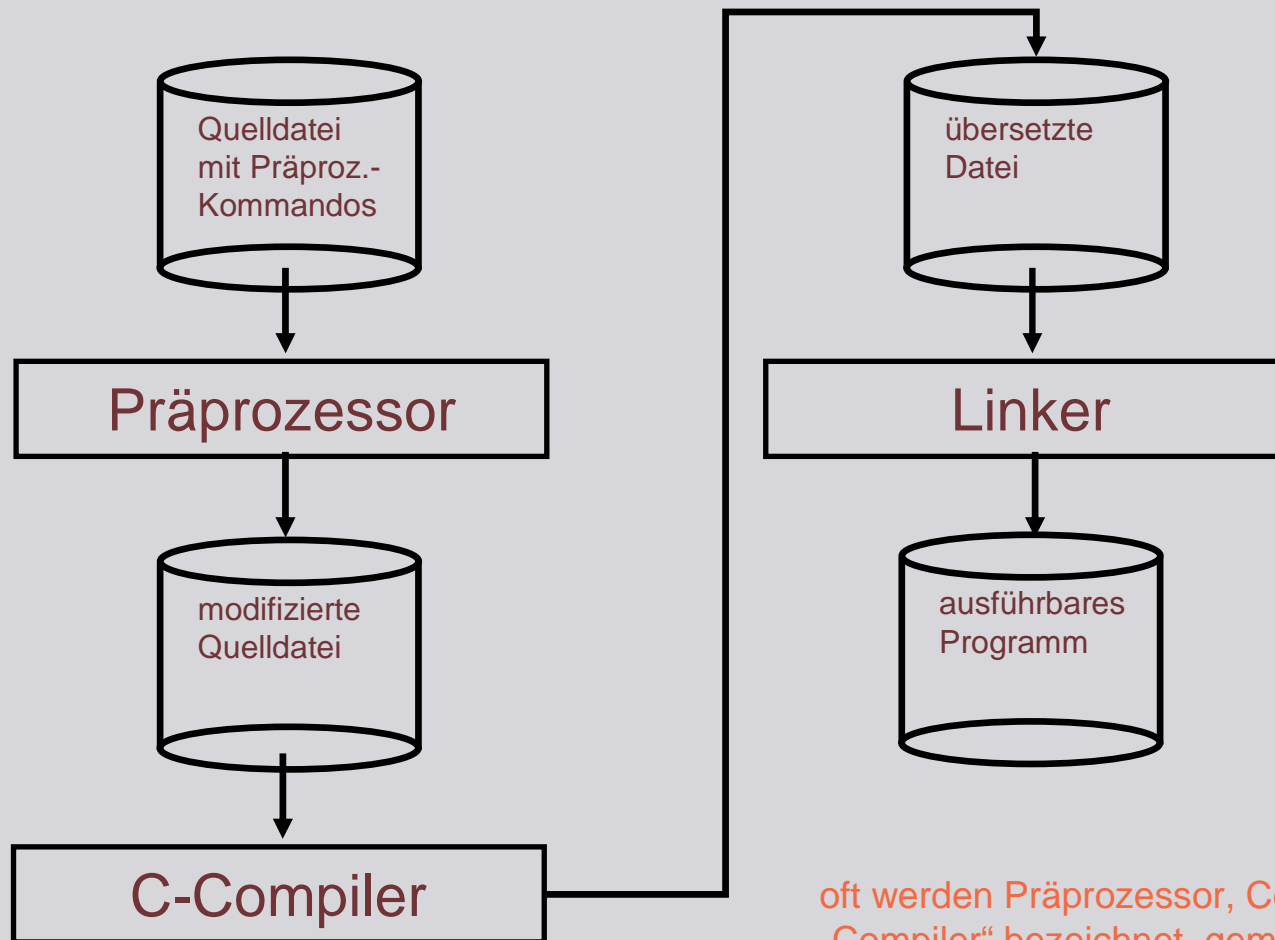 Quelldatei
mit Präproz.-
Kommandos
Präprozessor
modifizierte
Quelldatei
C-Compiler
übersetzte
Datei
Linker
ausführbares
Programm
oft werden Präprozessor,
Compiler“ bezeichnet,